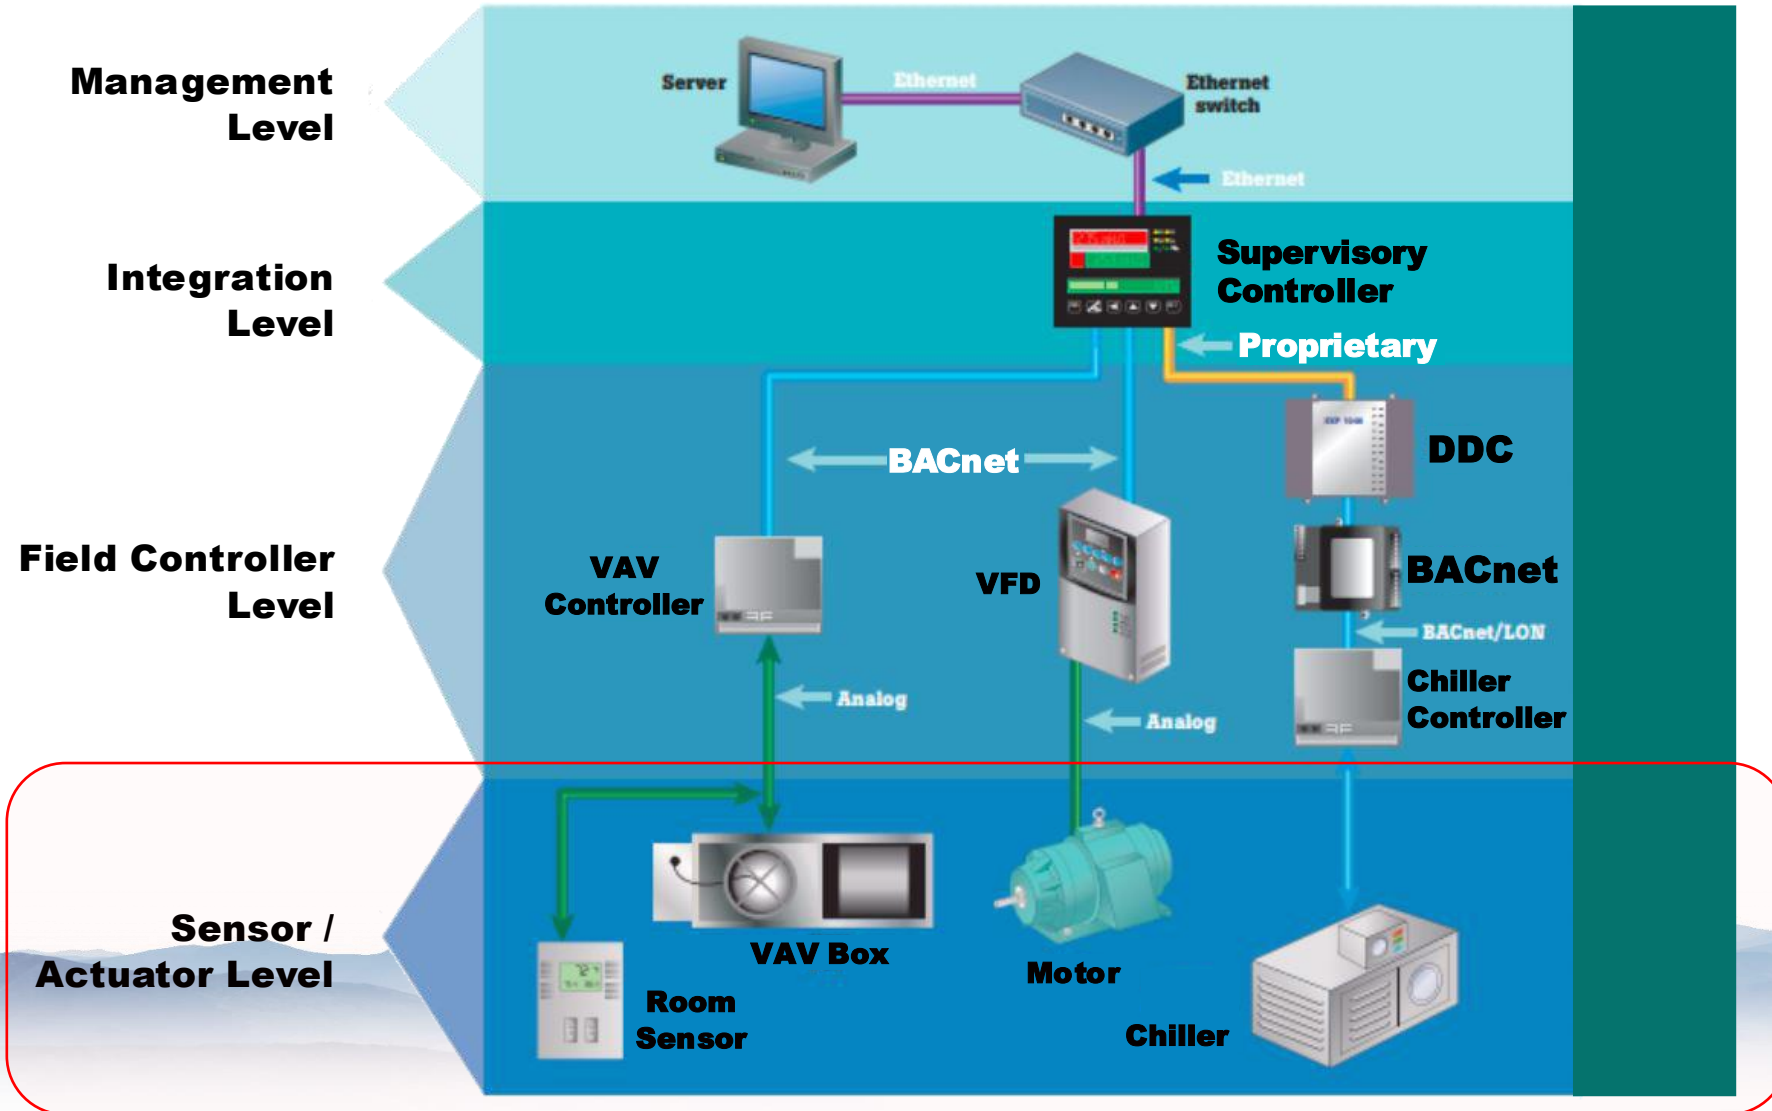 Management
Level
Server
Ethernet
Ethernet
switch
Ethernet
Integration
Level
Supervisory
Controller
Proprietary
BACnet
DDC
Field Controller
Level
VAV
Controller
VFD
BACnet
BACnet/LON
Analog
Analog
Chiller
Controller
Sensor /
Actuator Level
VAV Box
Motor
Room
Sensor
Chiller